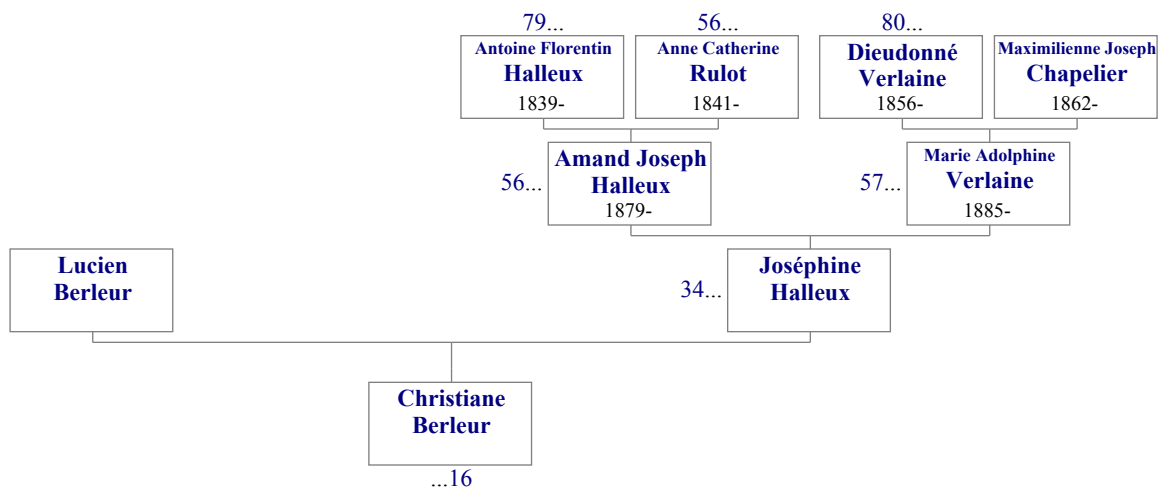 79...
56...
80...
Antoine Florentin
Halleux
1839-
Anne Catherine
Rulot
1841-
Dieudonné
Verlaine
1856-
Maximilienne Joseph
Chapelier
1862-
56...
Amand Joseph
Halleux
1879-
57...
Marie Adolphine
Verlaine
1885-
Lucien
Berleur
34...
Joséphine
Halleux
Christiane
Berleur
...16